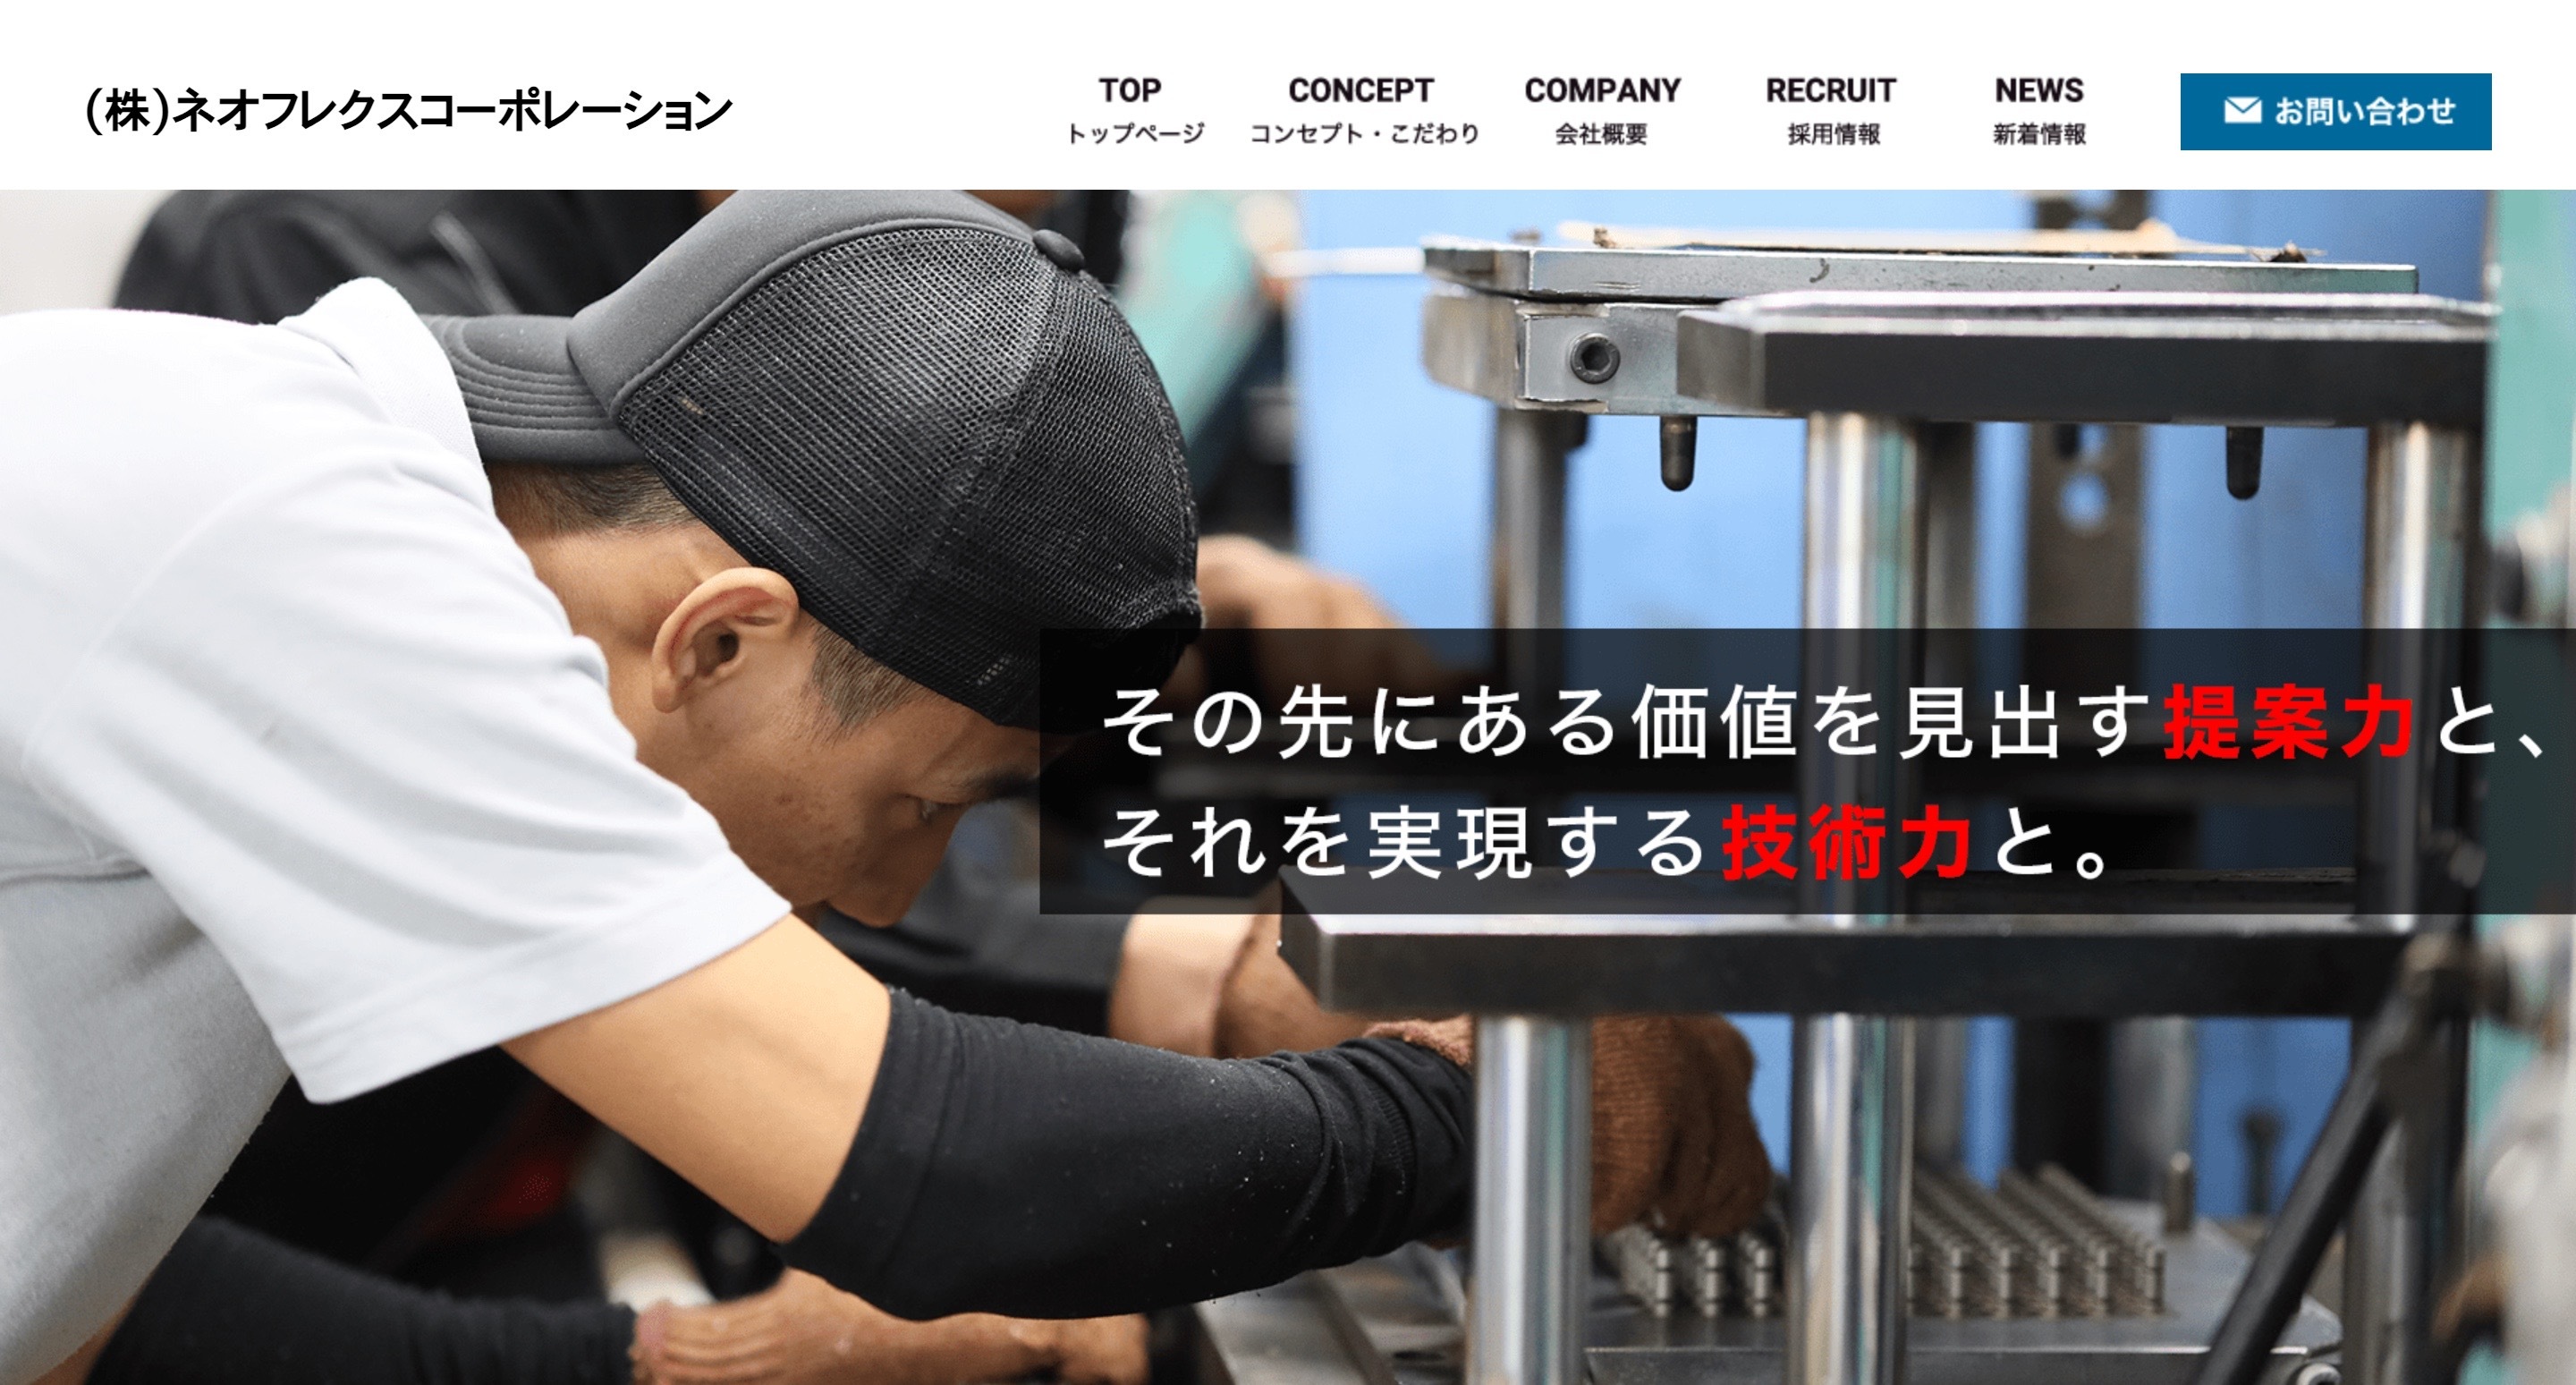 (株)ネオフレクスコーポレーション
TOP
トップページ
CONCEPT
コンセプト・こだわり
COMPANY
会社概要
RECRUIT
採用情報
NEWS
新着情報
お問い合わせ
その先にある価値を見出す提案力と、
それを実現する技術力と。